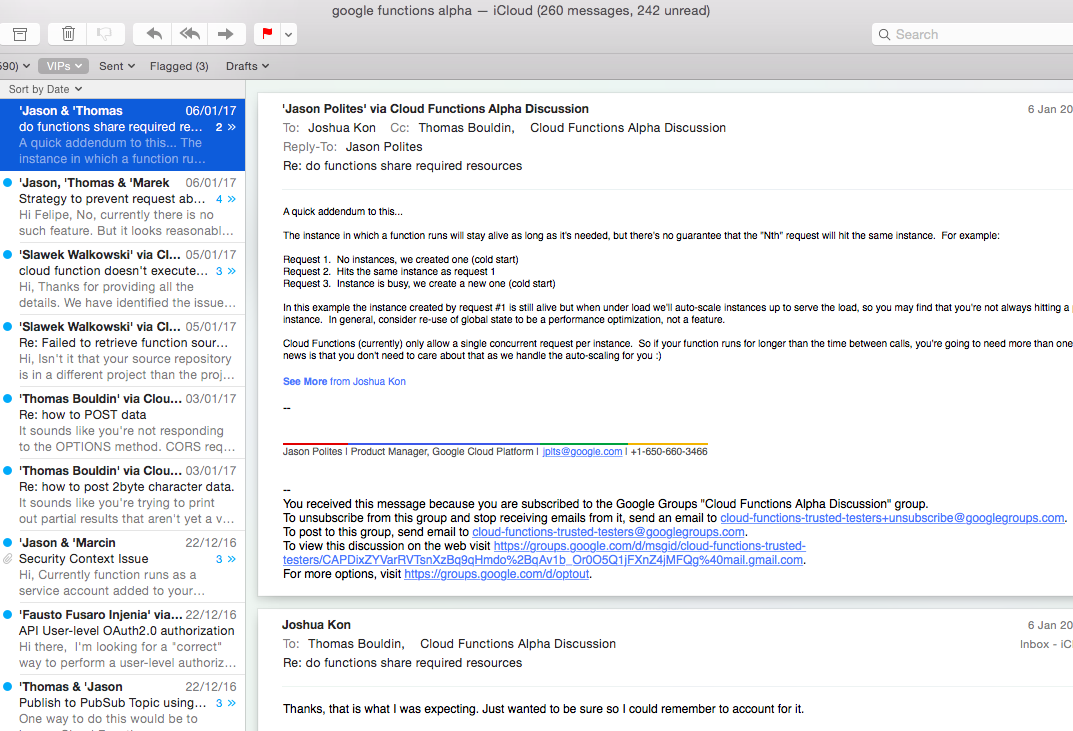 google functions alpha — iCloud (260 messages, 242 unread)
Search
590) VIPs Sent Flagged (3) Drafts
Sort by Date
'Jason & 'Thomas 06/01/17
do functions share required re... 2 »
A quick addendum to this... The
instance in which a function ru…
'Jason, 'Thomas & 'Marek 06/01/17
Strategy to prevent request ab... 4 »
Hi Felipe, No, currently there is no
such feature. But it looks reasonabl…
'Slawek Walkowski' via Cl... 05/01/17
cloud function doesn't execute... 3 »
Hi, Thanks for providing all the
details. We have identified the issue…
'Slawek Walkowski' via Cl... 05/01/17
Re: Failed to retrieve function sour...
Hi, Isn't it that your source repository
is in a different project than the proj…
'Thomas Bouldin' via Clou... 03/01/17
Re: how to POST data
It sounds like you're not responding
to the OPTIONS method. CORS req…
'Thomas Bouldin' via Clou... 03/01/17
Re: how to post 2byte character data.
It sounds like you're trying to print
out partial results that aren't yet a v…
'Jason & 'Marcin 22/12/16
Security Context Issue 3 »
Hi, Currently function runs as a
service account added to your…
'Fausto Fusaro Injenia' via... 22/12/16
API User-level OAuth2.0 authorization
Hi there, I'm looking for a "correct"
way to perform a user-level authoriz…
'Thomas & 'Jason 22/12/16
Publish to PubSub Topic using... 3 »
One way to do this would be to
'Jason Polites' via Cloud Functions Alpha Discussion 6 Jan 20
To: Joshua Kon Cc: Thomas Bouldin, Cloud Functions Alpha Discussion
Reply-To: Jason Polites
Re: do functions share required resources
A quick addendum to this...
The instance in which a function runs will stay alive as long as it's needed, but there's no guarantee that the "Nth" request will hit the same instance. For example:
Request 1. No instances, we created one (cold start)
Request 2. Hits the same instance as request 1
Request 3. Instance is busy, we create a new one (cold start)
In this example the instance created by request #1 is still alive but when under load we'll auto-scale instances up to serve the load, so you may find that you're not always hitting a
instance. In general, consider re-use of global state to be a performance optimization, not a feature.
Cloud Functions (currently) only allow a single concurrent request per instance. So if your function runs for longer than the time between calls, you're going to need more than one
news is that you don't need to care about that as we handle the auto-scaling for you :)
See More from Joshua Kon
--
Jason Polites | Product Manager, Google Cloud Platform | jplts@google.com | +1-650-660-3466
--
You received this message because you are subscribed to the Google Groups "Cloud Functions Alpha Discussion" group.
To unsubscribe from this group and stop receiving emails from it, send an email to cloud-functions-trusted-testers+unsubscribe@googlegroups.com.
To post to this group, send email to cloud-functions-trusted-testers@googlegroups.com.
To view this discussion on the web visit https://groups.google.com/d/msgid/cloud-functions-trusted-
testers/CAPDixZYVarRVTsnXzBq9qHmdo%2BqAv1b_Or0O5Q1jFXnZ4jMFQg%40mail.gmail.com.
For more options, visit https://groups.google.com/d/optout.
Joshua Kon 6 Jan 20
To: Thomas Bouldin, Cloud Functions Alpha Discussion Inbox - iCl
Re: do functions share required resources
Thanks, that is what I was expecting. Just wanted to be sure so I could remember to account for it.